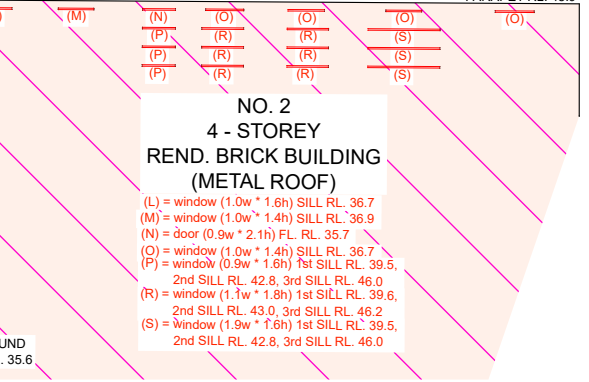 (M) (N) (O) (O) (O) (O)
(P) (R) (R) (S)
(P) (R) (R) (S)
(P) (R) (R) (S)
NO. 2
4 - STOREY
REND. BRICK BUILDING
(METAL ROOF)
(L) = window (1.0w * 1.6h) SILL RL. 36.7
(M) = window (1.0w * 1.4h) SILL RL. 36.9
(N) = door (0.9w * 2.1h) FL. RL. 35.7
(O) = window (1.0w * 1.4h) SILL RL. 36.7
(P) = window (0.9w * 1.6h) 1st SILL RL. 39.5,
2nd SILL RL. 42.8, 3rd SILL RL. 46.0
(R) = window (1.1w * 1.8h) 1st SILL RL. 39.6,
2nd SILL RL. 43.0, 3rd SILL RL. 46.2
(S) = window (1.9w * 1.6h) 1st SILL RL. 39.5,
2nd SILL RL. 42.8, 3rd SILL RL. 46.0
UND
. 35.6